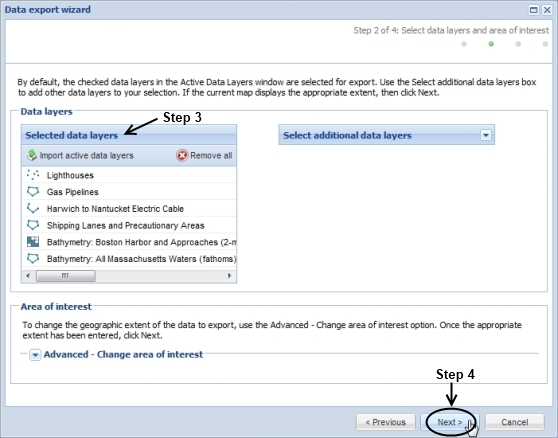 Data export wizard
Step 2 of 4: Select data layers and area of interest
By default, the checked data layers in the Active Data Layers window are selected for export. Use the Select additional data layers box
to add other data layers to your selection. If the current map displays the appropriate extent, then click Next.
Data layers
Step 3
Selected data layers
Select additional data layers
Import active data layers
Remove all
Lighthouses
Gas Pipelines
Harwich to Nantucket Electric Cable
Shipping Lanes and Precautionary Areas
Bathymetry: Boston Harbor and Approaches (2-m
Bathymetry: All Massachusetts Waters (fathoms)
Area of interest
To change the geographic extent of the data to export, use the Advanced - Change area of interest option. Once the appropriate
extent has been entered, click Next.
Advanced - Change area of interest
Step 4
< Previous
Next >
Cancel